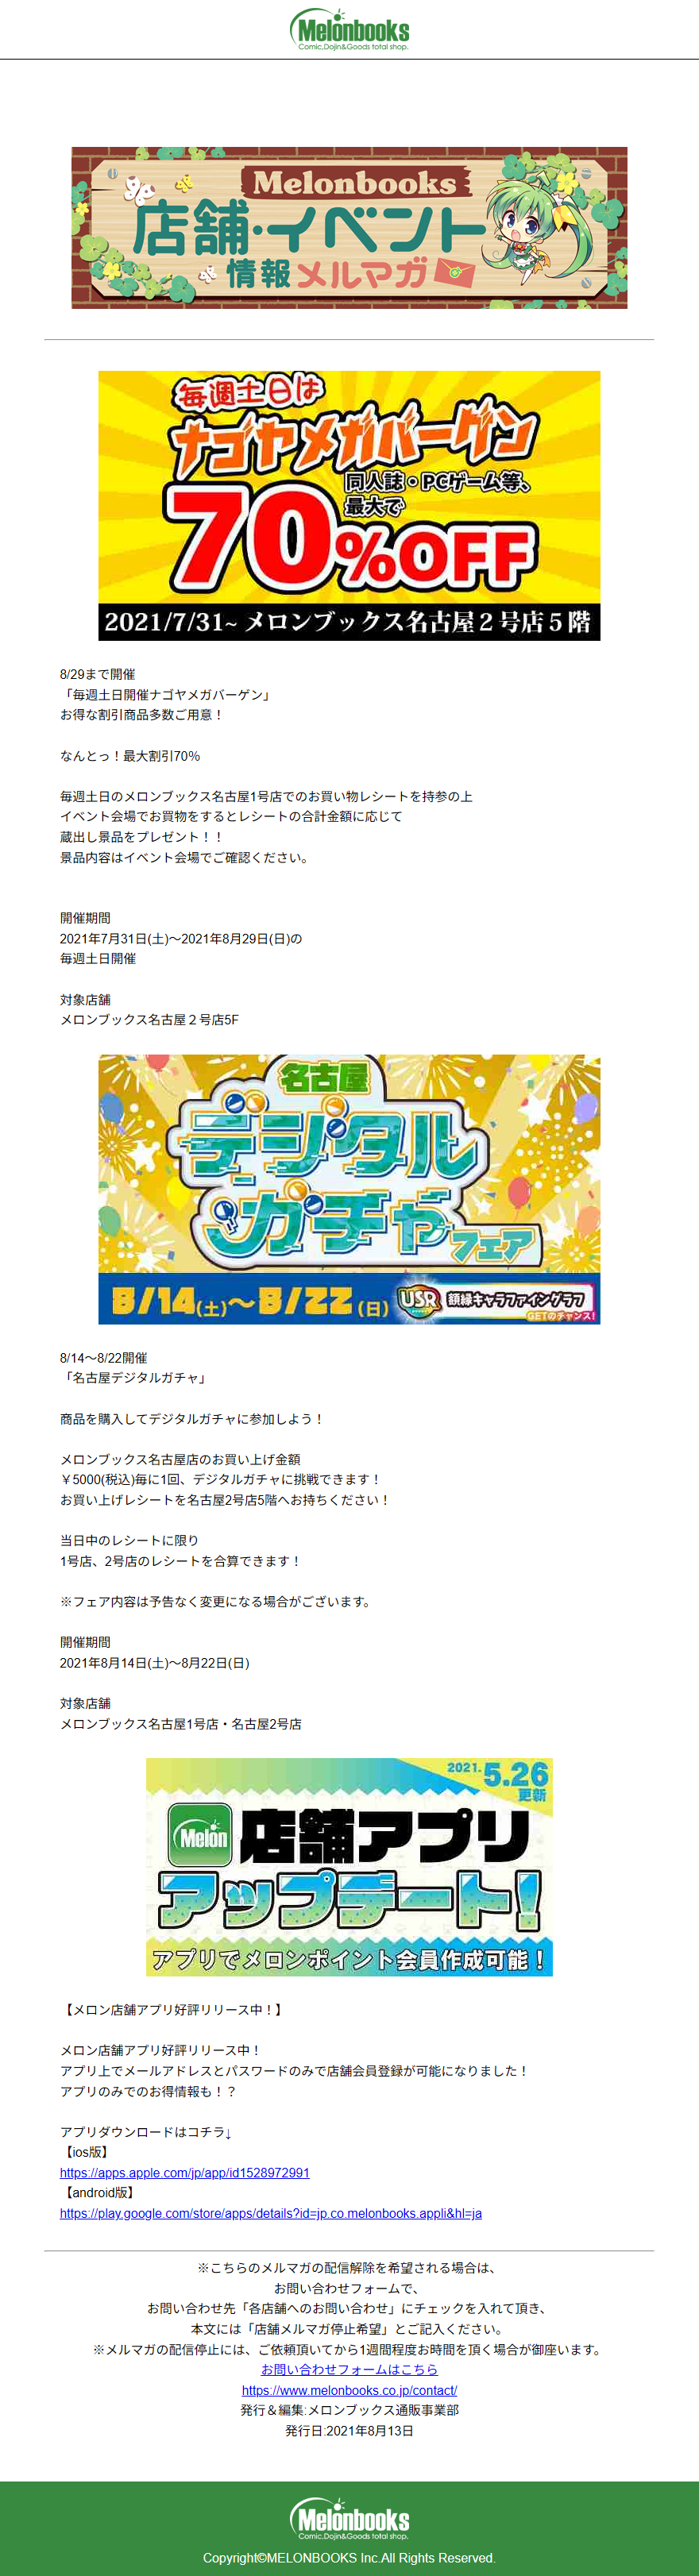 Melonbooks
Comic,Dojin&Goods total shop.
Melonbooks
店舗・イベント
情報メルマガ
毎週土日は
ナゴヤメガバーゲン
同人誌・PCゲーム等、
最大で
70%OFF
2021/7/31~ メロンブックス名古屋２号店５階
8/29まで開催
「毎週土日開催ナゴヤメガバーゲン」
お得な割引商品多数ご用意！
なんとっ！最大割引70％
毎週土日のメロンブックス名古屋1号店でのお買い物レシートを持参の上
イベント会場でお買物をするとレシートの合計金額に応じて
蔵出し景品をプレゼント！！
景品内容はイベント会場でご確認ください。
開催期間
2021年7月31日(土)～2021年8月29日(日)の
毎週土日開催
対象店舗
メロンブックス名古屋２号店5F
名古屋
デジタル
ガチャフェア
8/14(土)～8/22(日)
USR 額縁キャラファイングラフ
GETのチャンス!
8/14～8/22開催
「名古屋デジタルガチャ」
商品を購入してデジタルガチャに参加しよう！
メロンブックス名古屋店のお買い上げ金額
￥5000(税込)毎に1回、デジタルガチャに挑戦できます！
お買い上げレシートを名古屋2号店5階へお持ちください！
当日中のレシートに限り
1号店、2号店のレシートを合算できます！
※フェア内容は予告なく変更になる場合がございます。
開催期間
2021年8月14日(土)～8月22日(日)
対象店舗
メロンブックス名古屋1号店・名古屋2号店
2021.5.26
更新
Melon 店舗アプリ
アップデート!
アプリでメロンポイント会員作成可能！
【メロン店舗アプリ好評リリース中！】
メロン店舗アプリ好評リリース中！
アプリ上でメールアドレスとパスワードのみで店舗会員登録が可能になりました！
アプリのみでのお得情報も！？
アプリダウンロードはコチラ↓
【ios版】
https://apps.apple.com/jp/app/id1528972991
【android版】
https://play.google.com/store/apps/details?id=jp.co.melonbooks.appli&hl=ja
※こちらのメルマガの配信解除を希望される場合は、
お問い合わせフォームで、
お問い合わせ先「各店舗へのお問い合わせ」にチェックを入れて頂き、
本文には「店舗メルマガ停止希望」とご記入ください。
※メルマガの配信停止には、ご依頼頂いてから1週間程度お時間を頂く場合が御座います。
お問い合わせフォームはこちら
https://www.melonbooks.co.jp/contact/
発行＆編集:メロンブックス通販事業部
発行日:2021年8月13日
Melonbooks
Comic,Dojin&Goods total shop.
Copyright©MELONBOOKS Inc.All Rights Reserved.